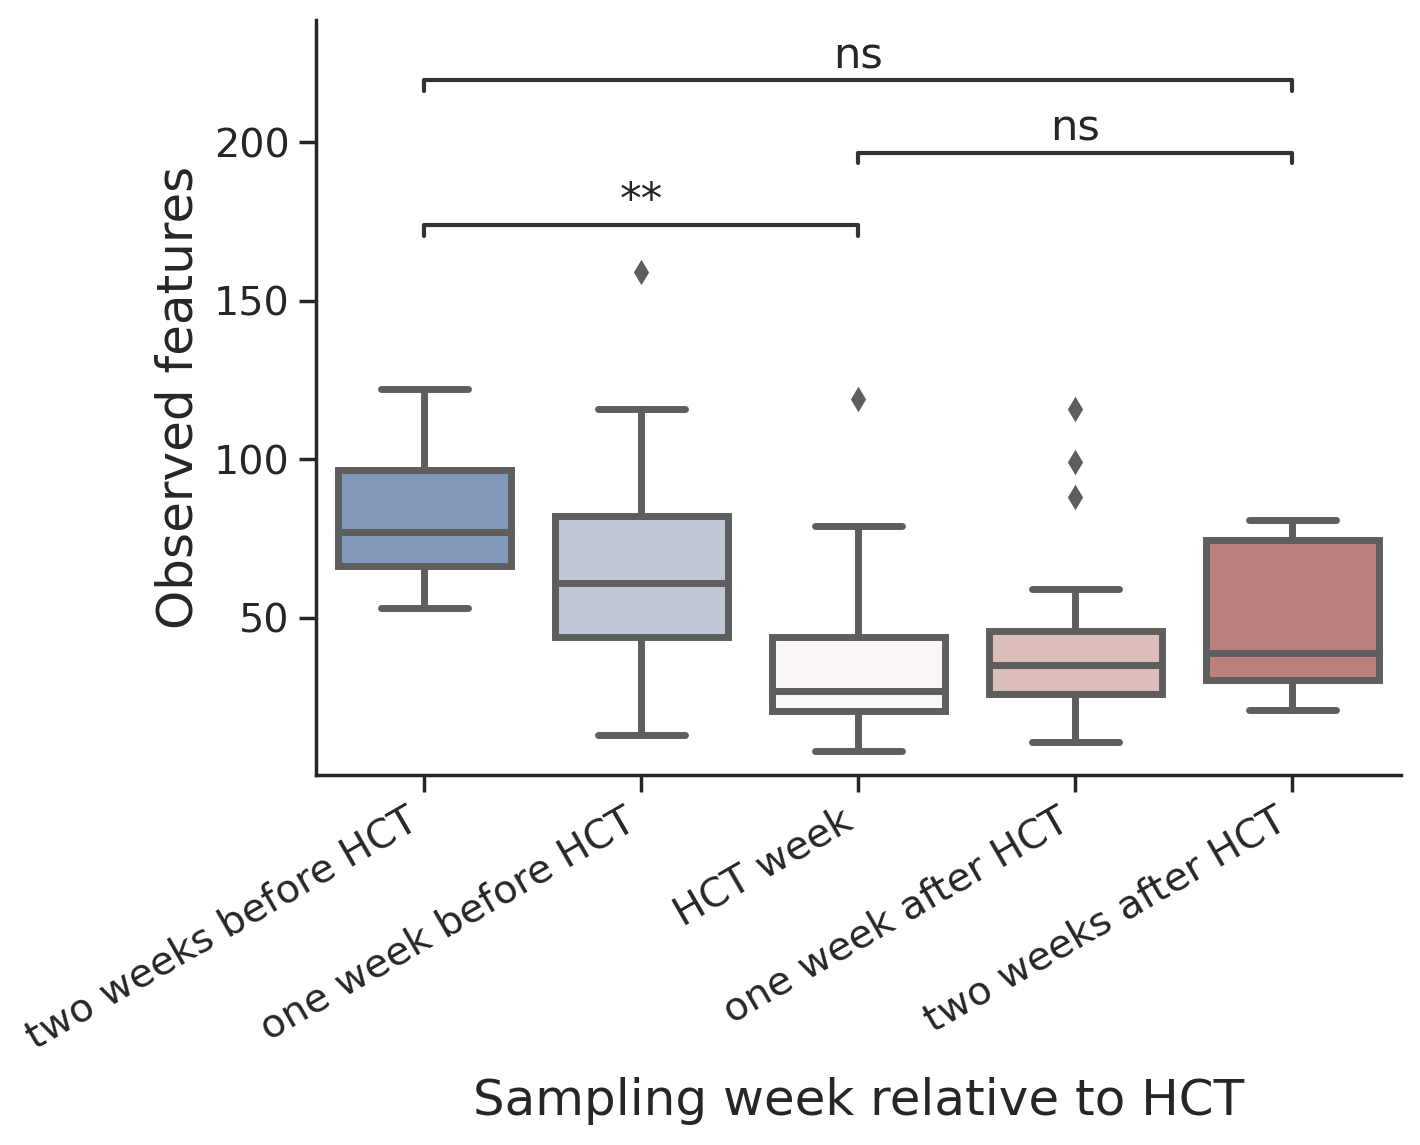 ns
ns
**
200
150
100
50
Observed features
two weeks before HCT
one week before HCT
HCT week
one week after HCT
two weeks after HCT
Sampling week relative to HCT